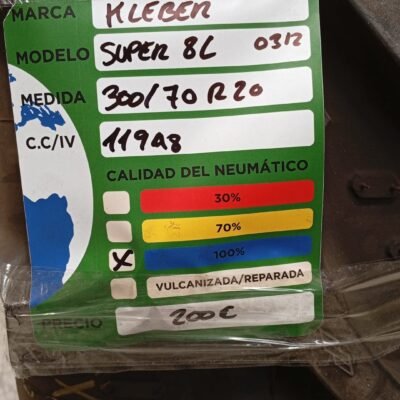 MARCA KLEBER
MODELO SUPER 8L 0312
MEDIDA 300/70 R20
C.C/IV 119A8
CALIDAD DEL NEUMÁTICO
30%
70%
X 100%
VULCANIZADA/REPARADA
PRECIO 200€